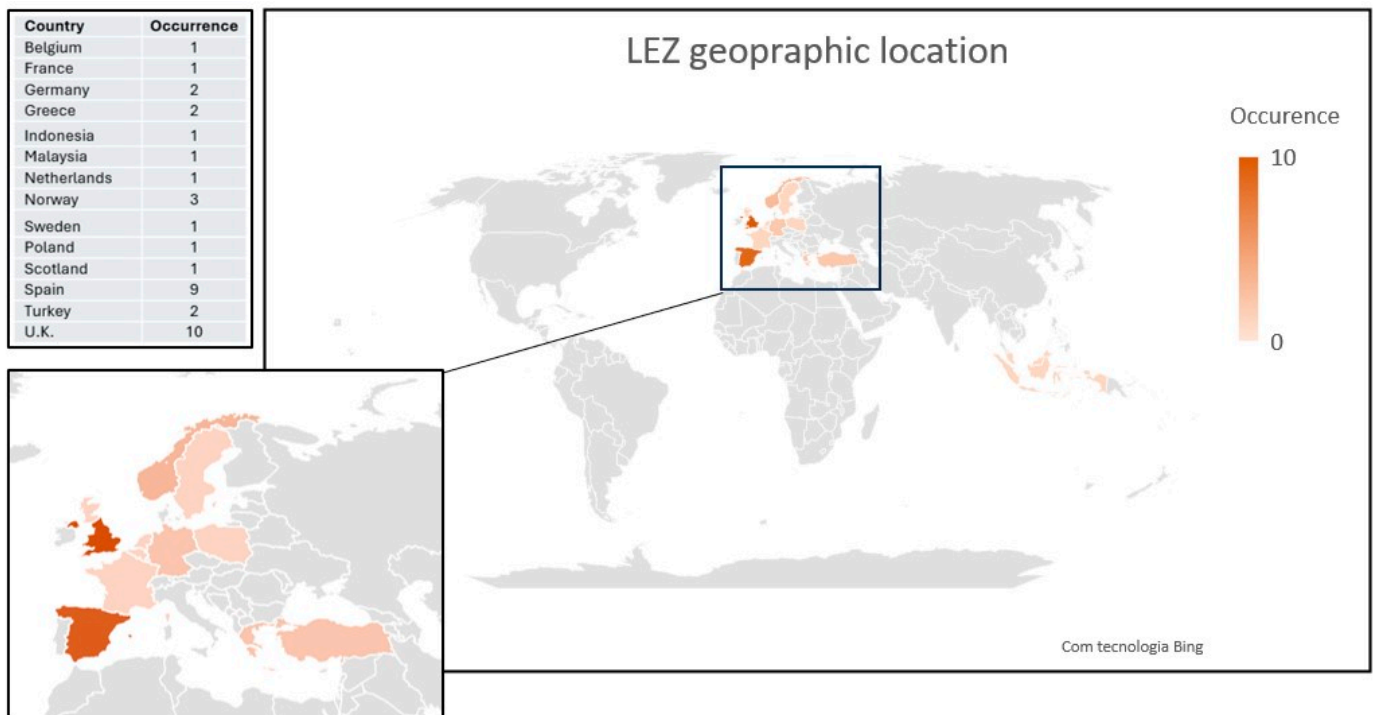 Country Occurrence
Belgium 1
France 1
Germany 2
Greece 2
Indonesia 1
Malaysia 1
Netherlands 1
Norway 3
Sweden 1
Poland 1
Scotland 1
Spain 9
Turkey 2
U.K. 10
LEZ geopraphic location
Occurence
10
0
Com tecnologia Bing